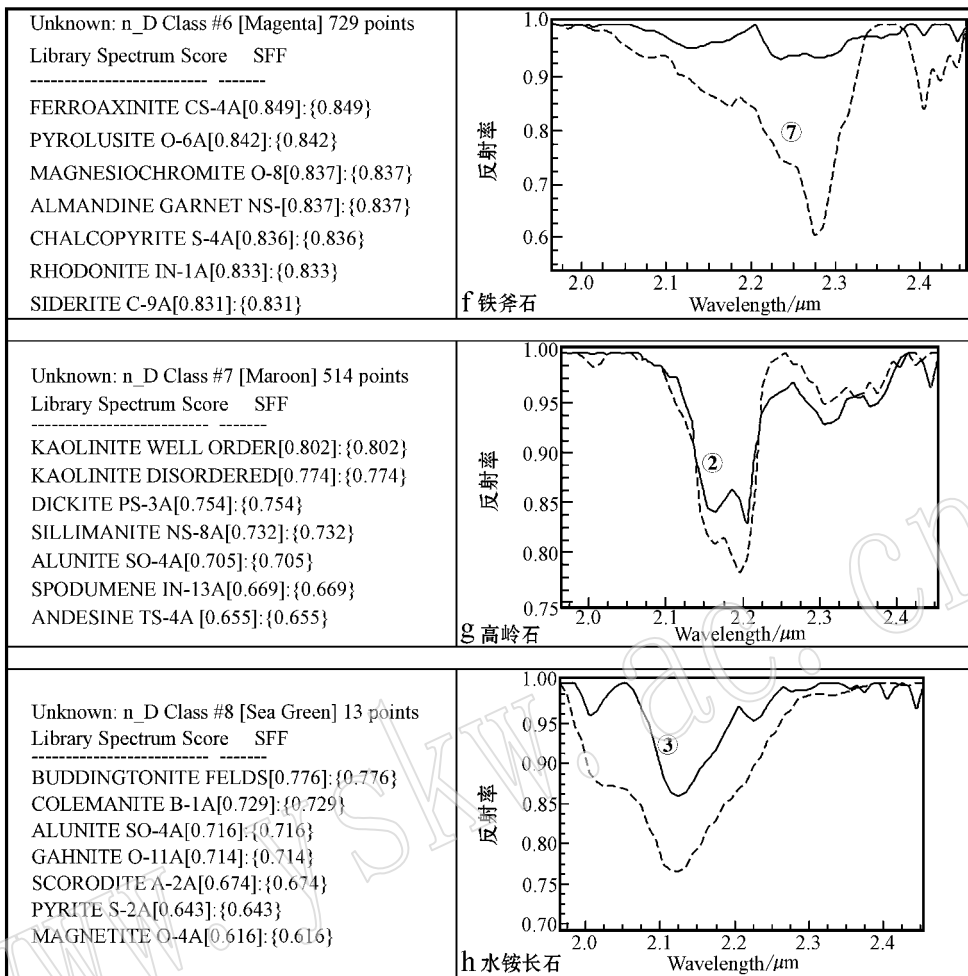 Unknown: n_D Class #6 [Magenta] 729 points
Library Spectrum Score SFF
------------------------- -------
FERROAXINITE CS-4A[0.849]:{0.849}
PYROLUSITE O-6A[0.842]:{0.842}
MAGNESIOCHROMITE O-8[0.837]:{0.837}
ALMANDINE GARNET NS-[0.837]:{0.837}
CHALCOPYRITE S-4A[0.836]:{0.836}
RHODONITE IN-1A[0.833]:{0.833}
SIDERITE C-9A[0.831]:{0.831}
1.0
0.9
0.8
0.7
0.6
反射率
⑦
2.0 2.1 2.2 2.3 2.4
Wavelength/μm
f 铁斧石
Unknown: n_D Class #7 [Maroon] 514 points
Library Spectrum Score SFF
------------------------- -------
KAOLINITE WELL ORDER[0.802]:{0.802}
KAOLINITE DISORDERED[0.774]:{0.774}
DICKITE PS-3A[0.754]:{0.754}
SILLIMANITE NS-8A[0.732]:{0.732}
ALUNITE SO-4A[0.705]:{0.705}
SPODUMENE IN-13A[0.669]:{0.669}
ANDESINE TS-4A [0.655]:{0.655}
1.00
0.95
0.90
0.85
0.80
0.75
反射率
②
2.0 2.1 2.2 2.3 2.4
Wavelength/μm
g 高岭石
Unknown: n_D Class #8 [Sea Green] 13 points
Library Spectrum Score SFF
------------------------- -------
BUDDINGTONITE FELDS[0.776]:{0.776}
COLEMANITE B-1A[0.729]:{0.729}
ALUNITE SO-4A[0.716]:{0.716}
GAHNITE O-11A[0.714]:{0.714}
SCORODITE A-2A[0.674]:{0.674}
PYRITE S-2A[0.643]:{0.643}
MAGNETITE O-4A[0.616]:{0.616}
1.00
0.95
0.90
0.85
0.80
0.75
0.70
反射率
③
2.0 2.1 2.2 2.3 2.4
Wavelength/μm
h 水铵长石
www.yskw.ac.cn